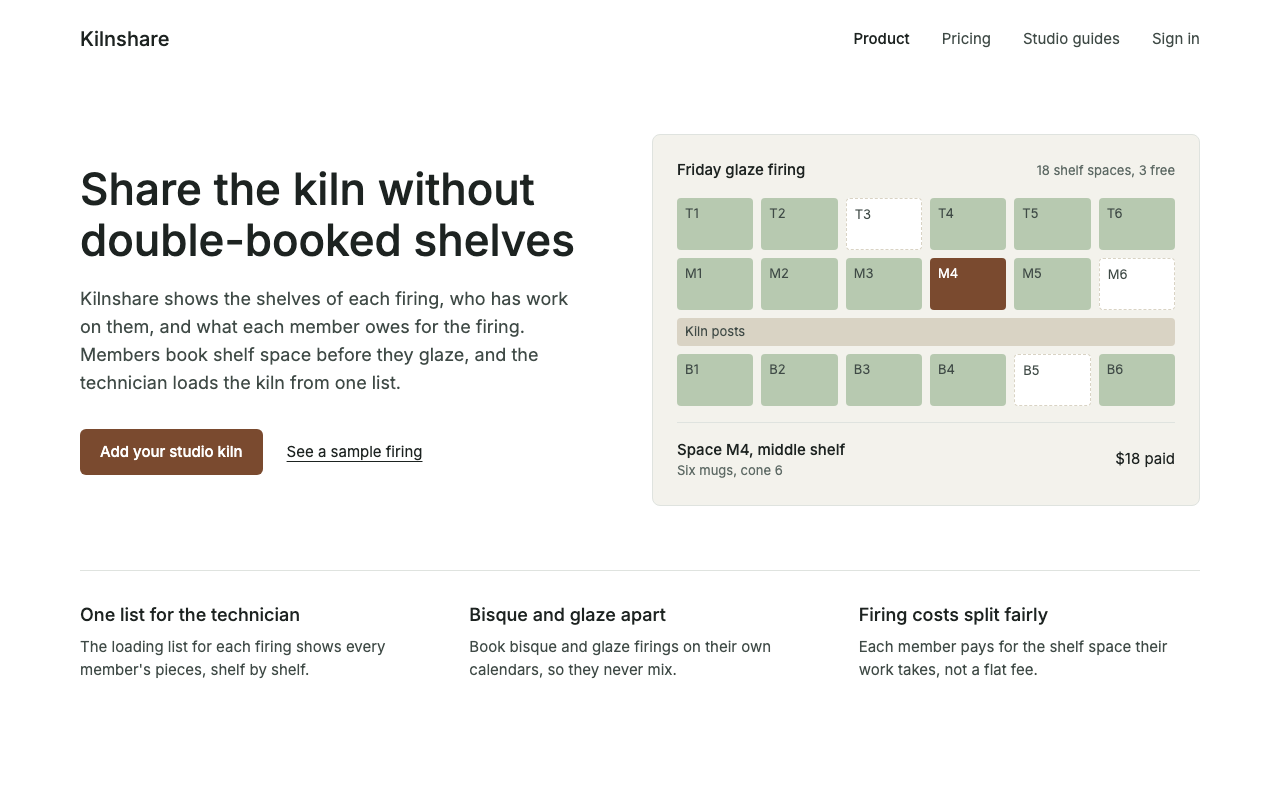 Kilnshare
Product Pricing Studio guides Sign in
Share the kiln without
double-booked shelves
Kilnshare shows the shelves of each firing, who has work
on them, and what each member owes for the firing.
Members book shelf space before they glaze, and the
technician loads the kiln from one list.
Add your studio kiln
See a sample firing
Friday glaze firing
18 shelf spaces, 3 free
T1 T2 T3 T4 T5 T6
M1 M2 M3 M4 M5 M6
Kiln posts
B1 B2 B3 B4 B5 B6
Space M4, middle shelf
Six mugs, cone 6
$18 paid
One list for the technician
The loading list for each firing shows every
member's pieces, shelf by shelf.
Bisque and glaze apart
Book bisque and glaze firings on their own
calendars, so they never mix.
Firing costs split fairly
Each member pays for the shelf space their
work takes, not a flat fee.